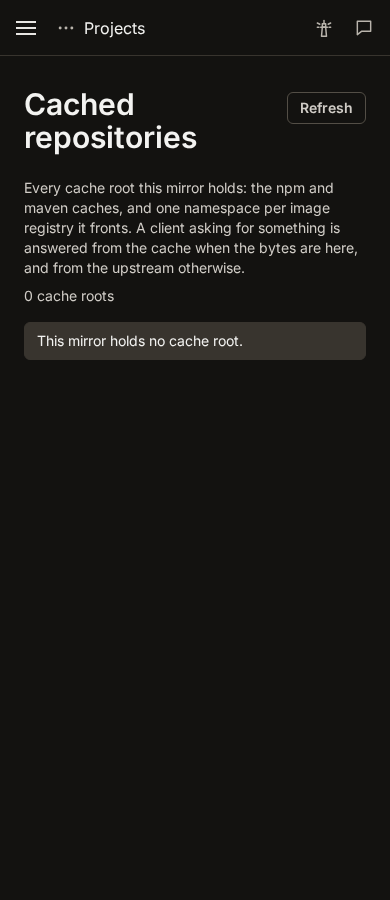 Projects
Cached
repositories
Refresh
Every cache root this mirror holds: the npm and
maven caches, and one namespace per image
registry it fronts. A client asking for something is
answered from the cache when the bytes are here,
and from the upstream otherwise.
0 cache roots
This mirror holds no cache root.